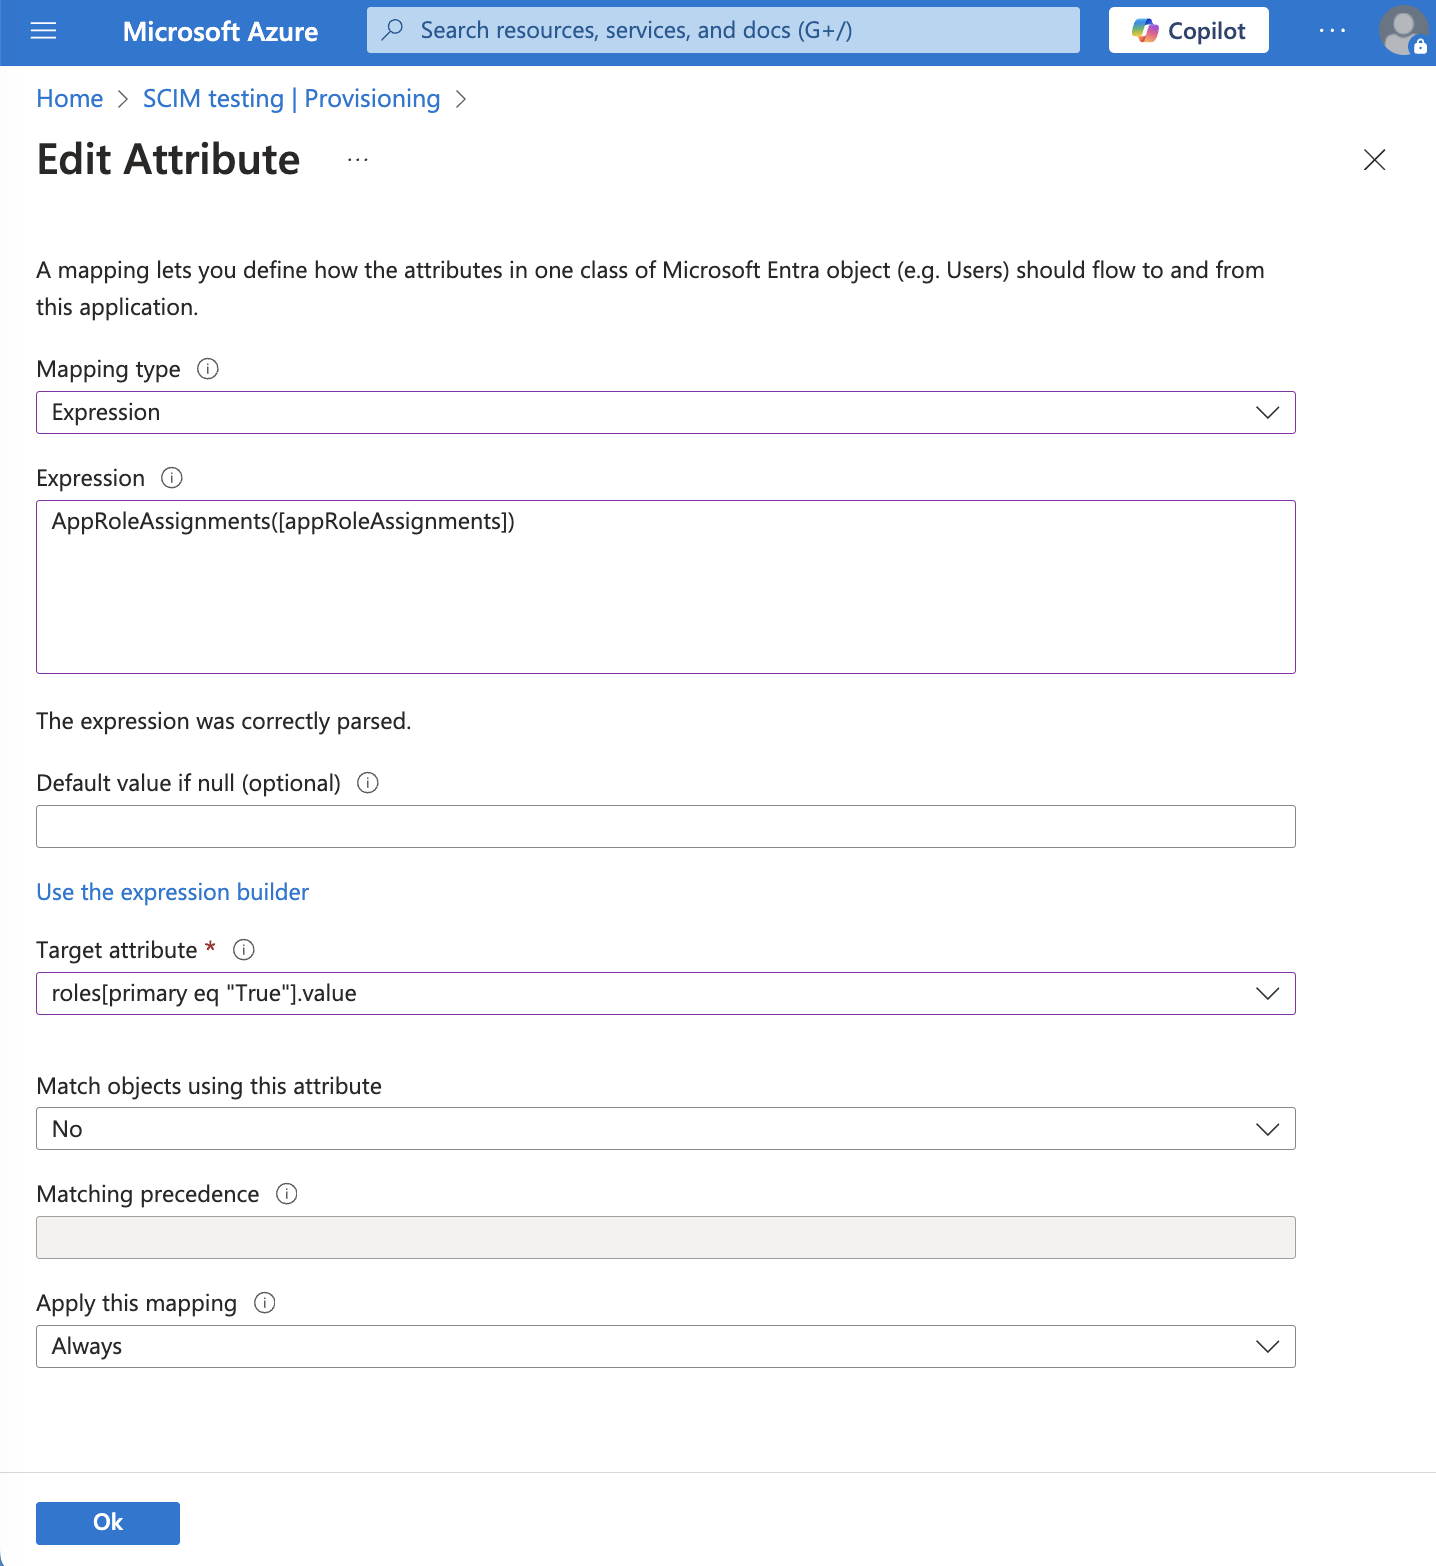 Microsoft Azure
Search resources, services, and docs (G+/)
Copilot
Home > SCIM testing | Provisioning >
Edit Attribute ...
A mapping lets you define how the attributes in one class of Microsoft Entra object (e.g. Users) should flow to and from
this application.
Mapping type
Expression
Expression
AppRoleAssignments([appRoleAssignments])
The expression was correctly parsed.
Default value if null (optional)
Use the expression builder
Target attribute *
roles[primary eq "True"].value
Match objects using this attribute
No
Matching precedence
Apply this mapping
Always
Ok